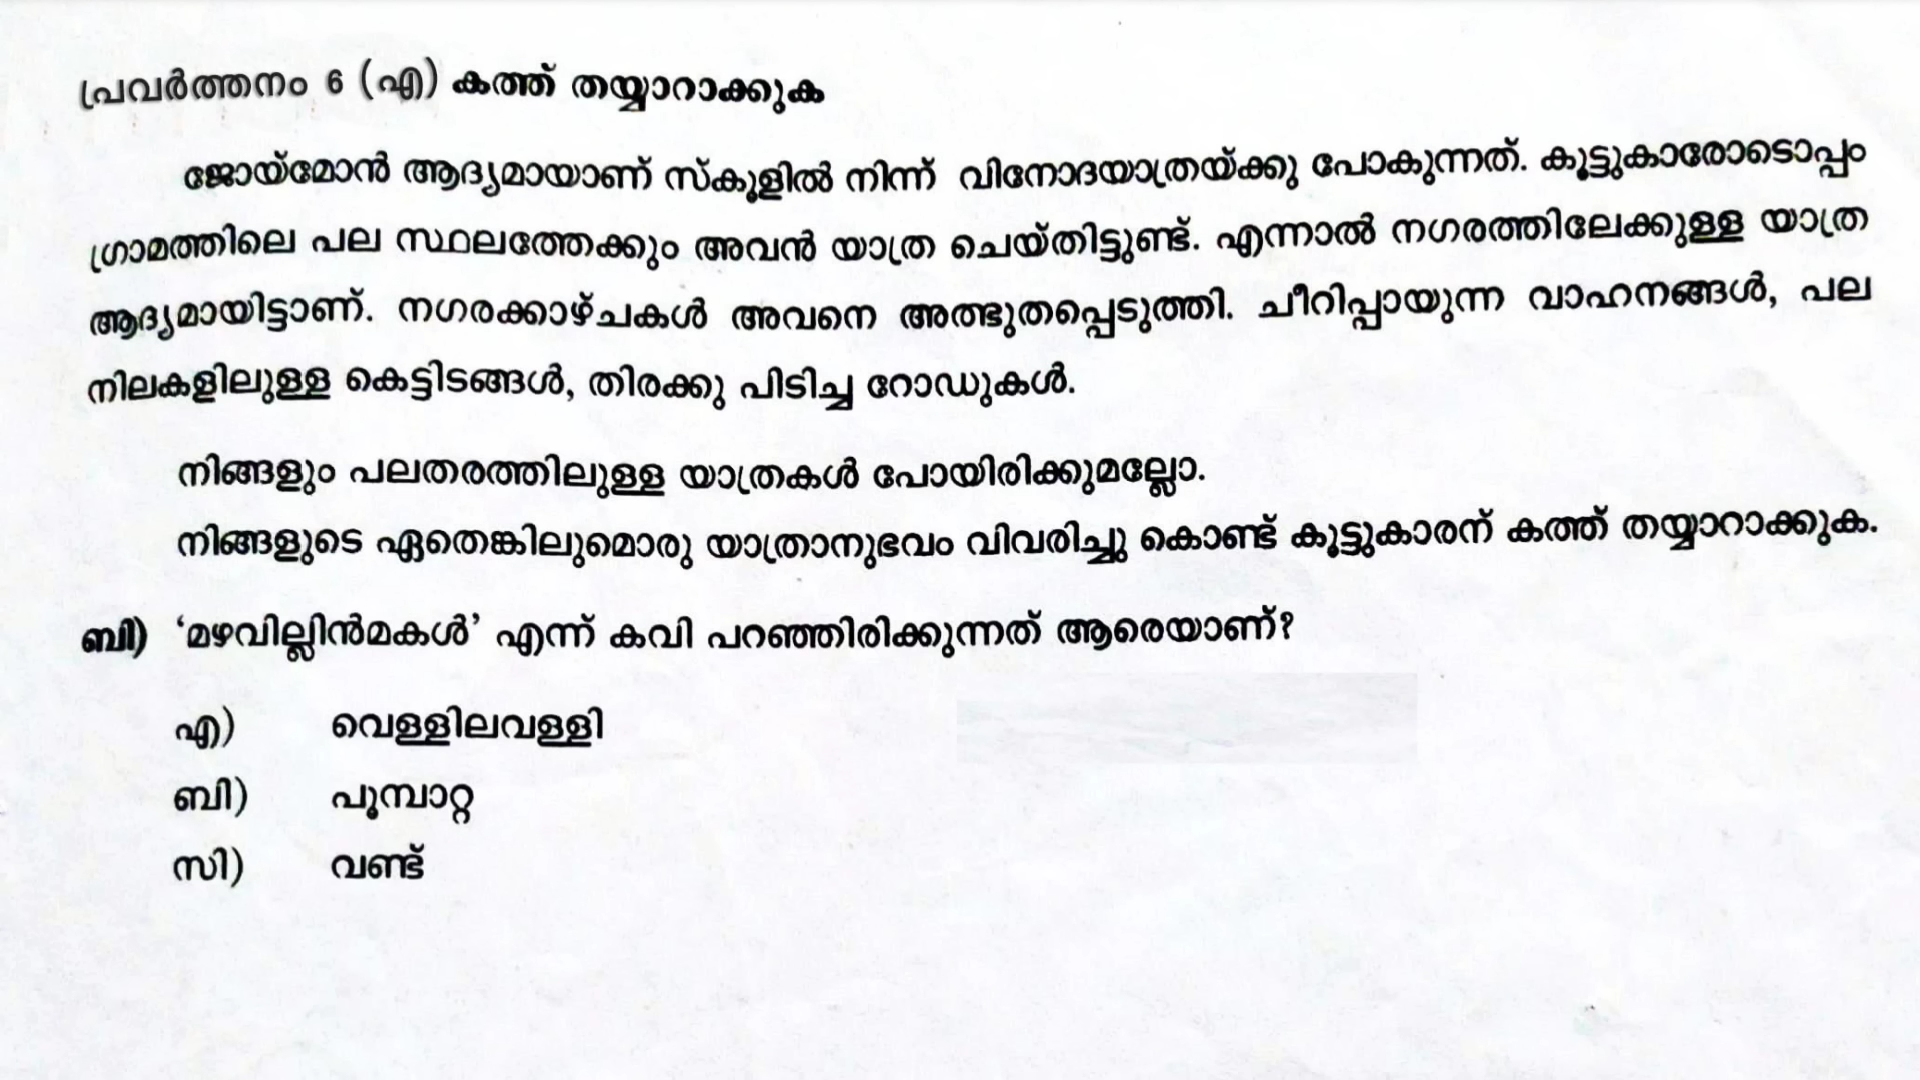 പ്രവർത്തനം 6 (എ) കത്ത് തയ്യാറാക്കുക
ജോയ്മോൻ ആദ്യമായാണ് സ്കൂളിൽ നിന്ന് വിനോദയാത്രയ്ക്കു പോകുന്നത്. കൂട്ടുകാരോടൊപ്പം
ഗ്രാമത്തിലെ പല സ്ഥലത്തേക്കും അവൻ യാത്ര ചെയ്തിട്ടുണ്ട്. എന്നാൽ നഗരത്തിലേക്കുള്ള യാത്ര
ആദ്യമായിട്ടാണ്. നഗരക്കാഴ്ചകൾ അവനെ അത്ഭുതപ്പെടുത്തി. ചീറിപ്പായുന്ന വാഹനങ്ങൾ, പല
നിലകളിലുള്ള കെട്ടിടങ്ങൾ, തിരക്കു പിടിച്ച റോഡുകൾ.
നിങ്ങളും പലതരത്തിലുള്ള യാത്രകൾ പോയിരിക്കുമല്ലോ.
നിങ്ങളുടെ ഏതെങ്കിലുമൊരു യാത്രാനുഭവം വിവരിച്ചു കൊണ്ട് കൂട്ടുകാരന് കത്ത് തയ്യാറാക്കുക.
ബി) ‘മഴവില്ലിൻമകൾ’ എന്ന് കവി പറഞ്ഞിരിക്കുന്നത് ആരെയാണ്?
എ) വെള്ളിലവള്ളി
ബി) പൂമ്പാറ്റ
സി) വണ്ട്